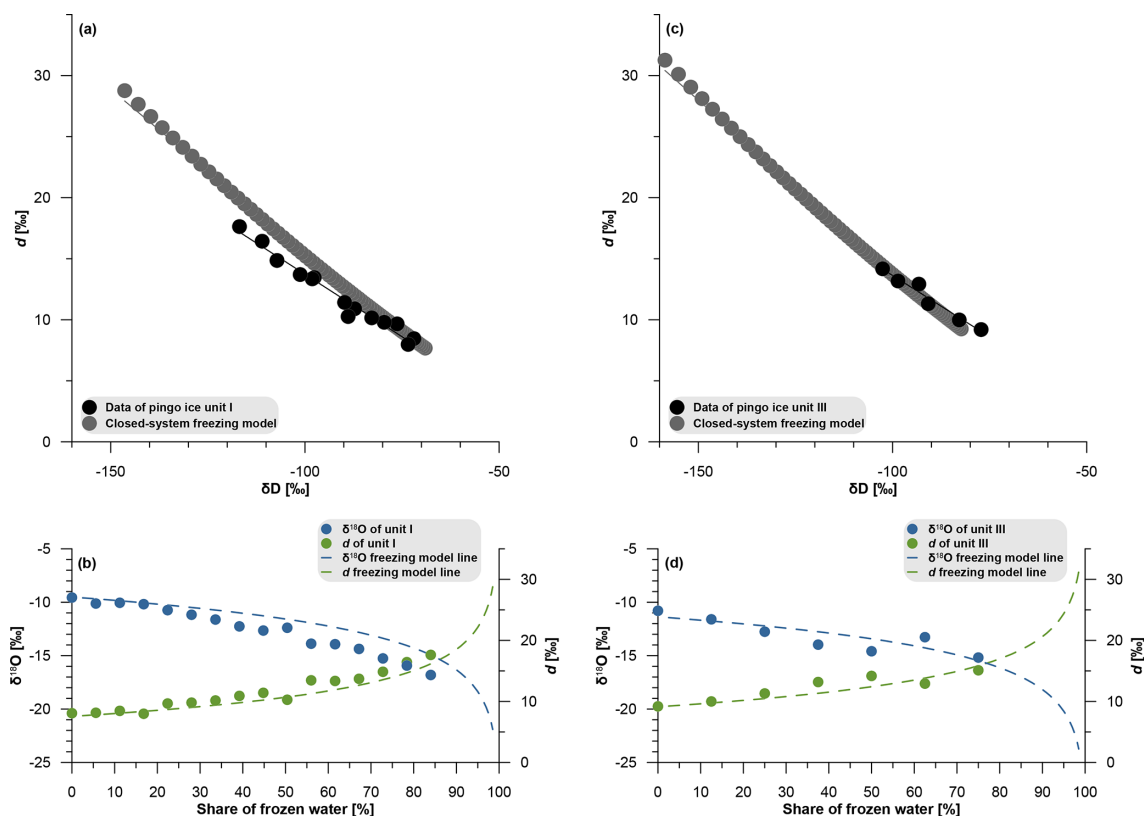 (a)
30
20
10
0
d [‰]
Data of pingo ice unit I
Closed-system freezing model
-150
-100
-50
δD [‰]
(c)
30
20
10
0
d [‰]
Data of pingo ice unit III
Closed-system freezing model
-150
-100
-50
δD [‰]
δ¹⁸O of unit I
d of unit I
δ¹⁸O freezing model line
d freezing model line
(b)
-5
-10
-15
-20
-25
δ¹⁸O [‰]
30
20
10
0
d [‰]
0 10 20 30 40 50 60 70 80 90 100
Share of frozen water [%]
δ¹⁸O of unit III
d of unit III
δ¹⁸O freezing model line
d freezing model line
(d)
-5
-10
-15
-20
-25
δ¹⁸O [‰]
30
20
10
0
d [‰]
0 10 20 30 40 50 60 70 80 90 100
Share of frozen water [%]